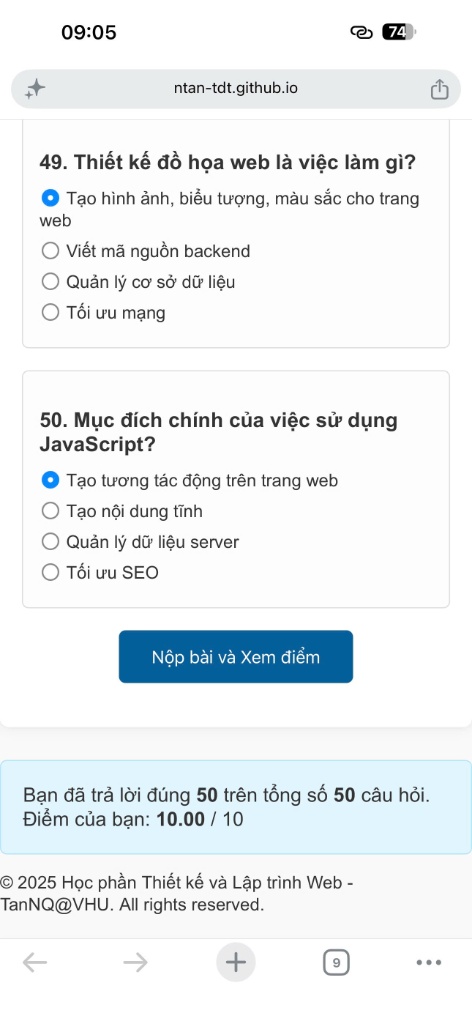 09:05
74
ntan-tdt.github.io
49. Thiết kế đồ họa web là việc làm gì?
Tạo hình ảnh, biểu tượng, màu sắc cho trang
web
Viết mã nguồn backend
Quản lý cơ sở dữ liệu
Tối ưu mạng
50. Mục đích chính của việc sử dụng
JavaScript?
Tạo tương tác động trên trang web
Tạo nội dung tĩnh
Quản lý dữ liệu server
Tối ưu SEO
Nộp bài và Xem điểm
Bạn đã trả lời đúng 50 trên tổng số 50 câu hỏi.
Điểm của bạn: 10.00 / 10
© 2025 Học phần Thiết kế và Lập trình Web -
TanNQ@VHU. All rights reserved.
9